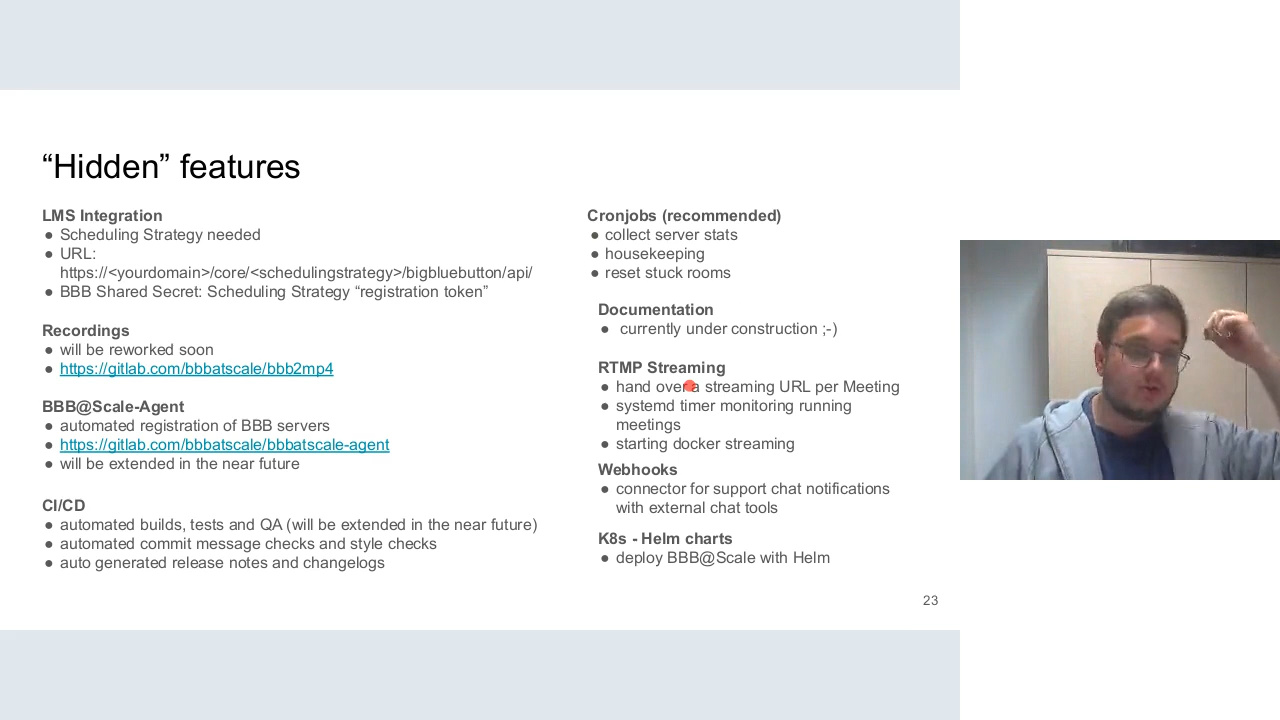 “Hidden” features
LMS Integration
● Scheduling Strategy needed
● URL:
https://<yourdomain>/core/<schedulingstrategy>/bigbluebutton/api/
● BBB Shared Secret: Scheduling Strategy “registration token”
Recordings
● will be reworked soon
● https://gitlab.com/bbbatscale/bbb2mp4
BBB@Scale-Agent
● automated registration of BBB servers
● https://gitlab.com/bbbatscale/bbbatscale-agent
● will be extended in the near future
CI/CD
● automated builds, tests and QA (will be extended in the near future)
● automated commit message checks and style checks
● auto generated release notes and changelogs
Cronjobs (recommended)
● collect server stats
● housekeeping
● reset stuck rooms
Documentation
● currently under construction ;-)
RTMP Streaming
● hand over a streaming URL per Meeting
● systemd timer monitoring running
meetings
● starting docker streaming
Webhooks
● connector for support chat notifications
with external chat tools
K8s - Helm charts
● deploy BBB@Scale with Helm
23